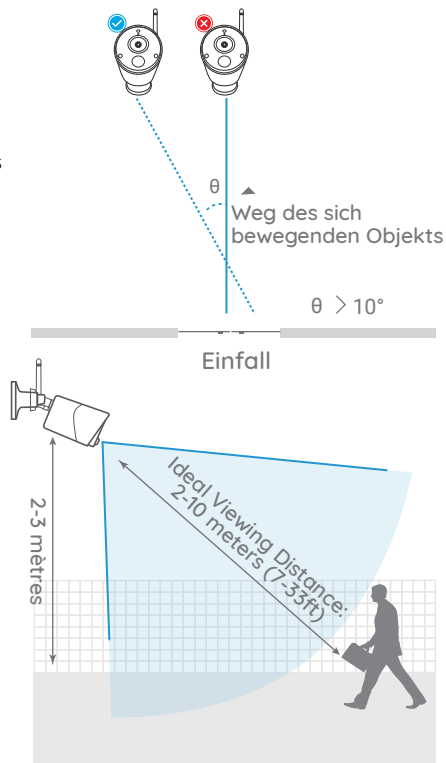 s
θ
Weg des sich
bewegenden Objekts
θ > 10°
Einfall
2-3 mètres
Ideal Viewing Distance:
2-10 meters (7-33ft)